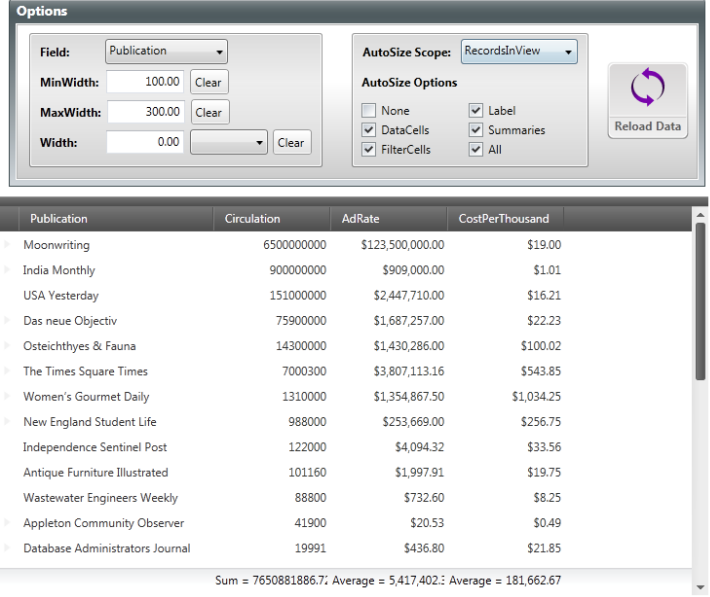 Options
Field: Publication
MinWidth: 100.00 Clear
MaxWidth: 300.00 Clear
Width: 0.00 Clear
AutoSize Scope: RecordsInView
AutoSize Options
None Label
DataCells Summaries
FilterCells All
Reload Data
Publication Circulation AdRate CostPerThousand
Moonwriting 6500000000 $123,500,000.00 $19.00
India Monthly 900000000 $909,000.00 $1.01
USA Yesterday 151000000 $2,447,710.00 $16.21
Das neue Objectiv 75900000 $1,687,257.00 $22.23
Osteichthyes & Fauna 14300000 $1,430,286.00 $100.02
The Times Square Times 7000300 $3,807,113.16 $543.85
Women's Gourmet Daily 1310000 $1,354,867.50 $1,034.25
New England Student Life 988000 $253,669.00 $256.75
Independence Sentinel Post 122000 $4,094.32 $33.56
Antique Furniture Illustrated 101160 $1,997.91 $19.75
Wastewater Engineers Weekly 88800 $732.60 $8.25
Appleton Community Observer 41900 $20.53 $0.49
Database Administrators Journal 19991 $436.80 $21.85
Sum = 7650881886.72 Average = 5,417,402.: Average = 181,662.67